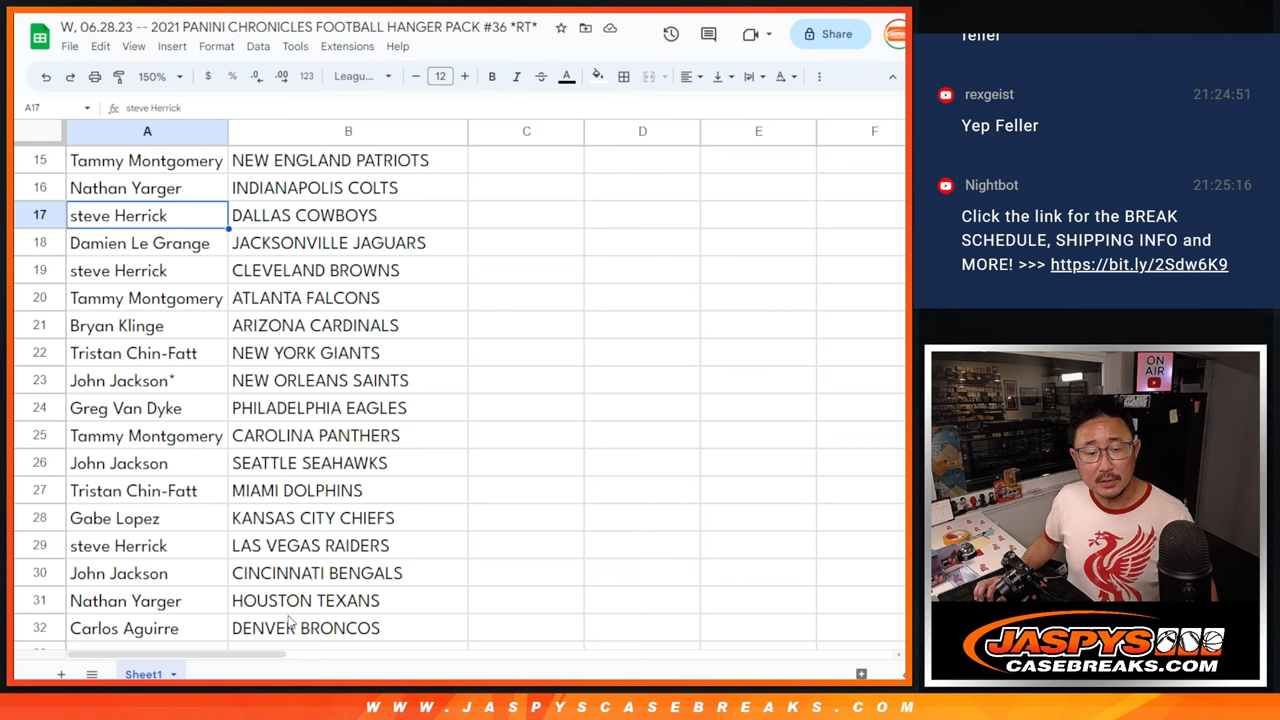 W, 06.28.23 -- 2021 PANINI CHRONICLES FOOTBALL HANGER PACK #36 *RT*
File Edit View Insert Format Data Tools Extensions Help
Share
150% $ % .0 .00 123 Leagu... 12 B I A
A17 fx steve Herrick
A B C D E F
15 Tammy Montgomery NEW ENGLAND PATRIOTS
16 Nathan Yarger INDIANAPOLIS COLTS
17 steve Herrick DALLAS COWBOYS
18 Damien Le Grange JACKSONVILLE JAGUARS
19 steve Herrick CLEVELAND BROWNS
20 Tammy Montgomery ATLANTA FALCONS
21 Bryan Klinge ARIZONA CARDINALS
22 Tristan Chin-Fatt NEW YORK GIANTS
23 John Jackson* NEW ORLEANS SAINTS
24 Greg Van Dyke PHILADELPHIA EAGLES
25 Tammy Montgomery CAROLINA PANTHERS
26 John Jackson SEATTLE SEAHAWKS
27 Tristan Chin-Fatt MIAMI DOLPHINS
28 Gabe Lopez KANSAS CITY CHIEFS
29 steve Herrick LAS VEGAS RAIDERS
30 John Jackson CINCINNATI BENGALS
31 Nathan Yarger HOUSTON TEXANS
32 Carlos Aguirre DENVER BRONCOS
Sheet1
feller
rexgeist 21:24:51
Yep Feller
Nightbot 21:25:16
Click the link for the BREAK
SCHEDULE, SHIPPING INFO and
MORE! >>> https://bit.ly/2Sdw6K9
ON
AIR
JASPYS
CASEBREAKS.COM
WWW.JASPYSCASEBREAKS.COM